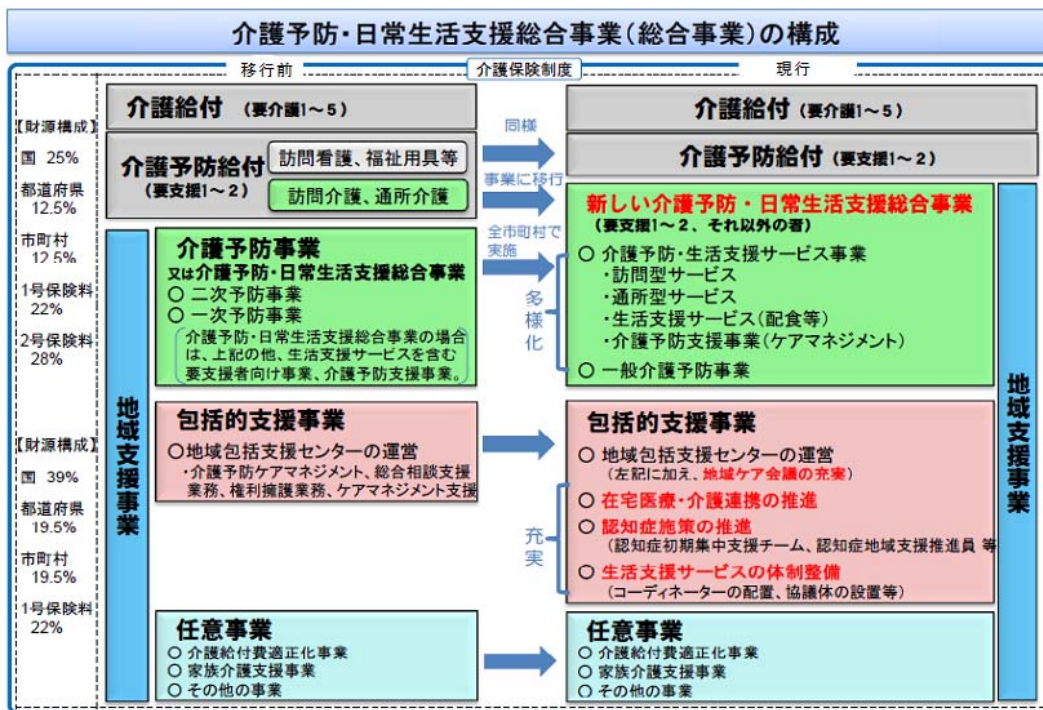 介護予防・日常生活支援総合事業(総合事業)の構成
移行前
介護保険制度
現行
【財源構成】
国 25%
都道府県
12.5%
市町村
12.5%
1号保険料
22%
2号保険料
28%
【財源構成】
国 39%
都道府県
19.5%
市町村
19.5%
1号保険料
22%
介護給付 (要介護1~5)
介護予防給付
(要支援1~2)
訪問看護、福祉用具等
訪問介護、通所介護
地域支援事業
介護予防事業
又は介護予防・日常生活支援総合事業
○ 二次予防事業
○ 一次予防事業
介護予防・日常生活支援総合事業の場合
は、上記の他、生活支援サービスを含む
要支援者向け事業、介護予防支援事業。
包括的支援事業
○地域包括支援センターの運営
・介護予防ケアマネジメント、総合相談支援
業務、権利擁護業務、ケアマネジメント支援
任意事業
○ 介護給付費適正化事業
○ 家族介護支援事業
○ その他の事業
同様
事業に移行
全市町村で
実施
多様化
充実
介護給付 (要介護1~5)
介護予防給付 (要支援1~2)
新しい介護予防・日常生活支援総合事業
(要支援1~2、それ以外の者)
○ 介護予防・生活支援サービス事業
・訪問型サービス
・通所型サービス
・生活支援サービス(配食等)
・介護予防支援事業(ケアマネジメント)
○ 一般介護予防事業
包括的支援事業
○ 地域包括支援センターの運営
(左記に加え、地域ケア会議の充実)
○ 在宅医療・介護連携の推進
○ 認知症施策の推進
(認知症初期集中支援チーム、認知症地域支援推進員 等
○ 生活支援サービスの体制整備
(コーディネーターの配置、協議体の設置等)
任意事業
○ 介護給付費適正化事業
○ 家族介護支援事業
○ その他の事業
地域支援事業